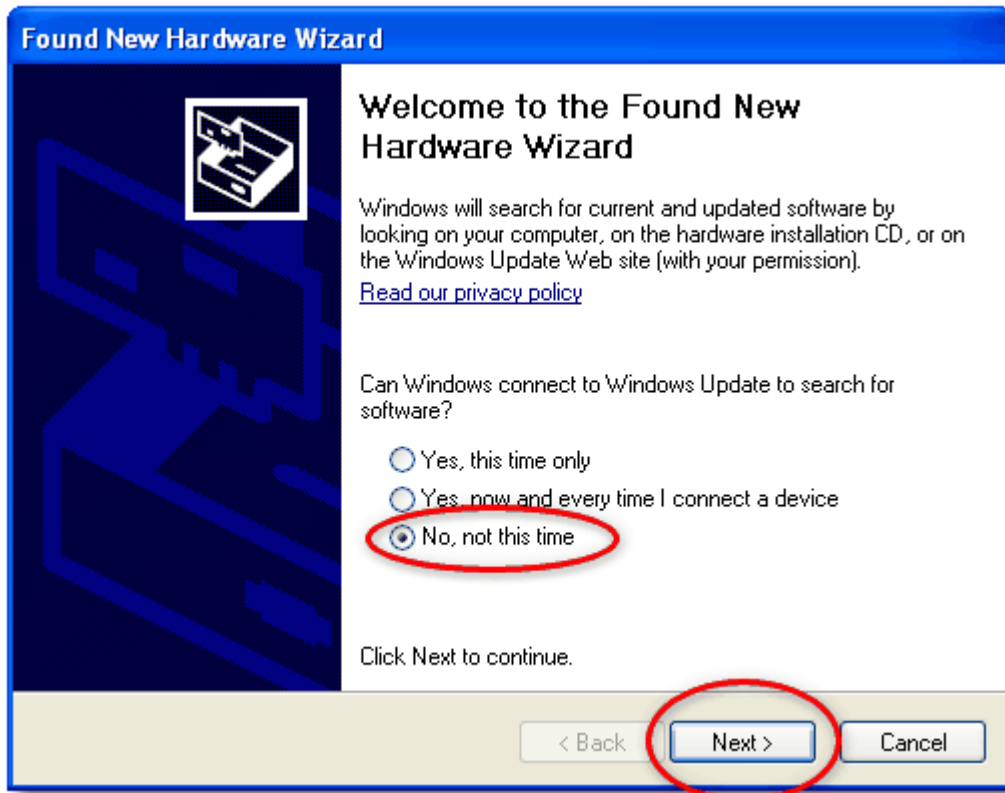 Found New Hardware Wizard
Welcome to the Found New
Hardware Wizard
Windows will search for current and updated software by
looking on your computer, on the hardware installation CD, or on
the Windows Update Web site (with your permission).
Read our privacy policy
Can Windows connect to Windows Update to search for
software?
Yes, this time only
Yes, now and every time I connect a device
No, not this time
Click Next to continue.
< Back
Next >
Cancel